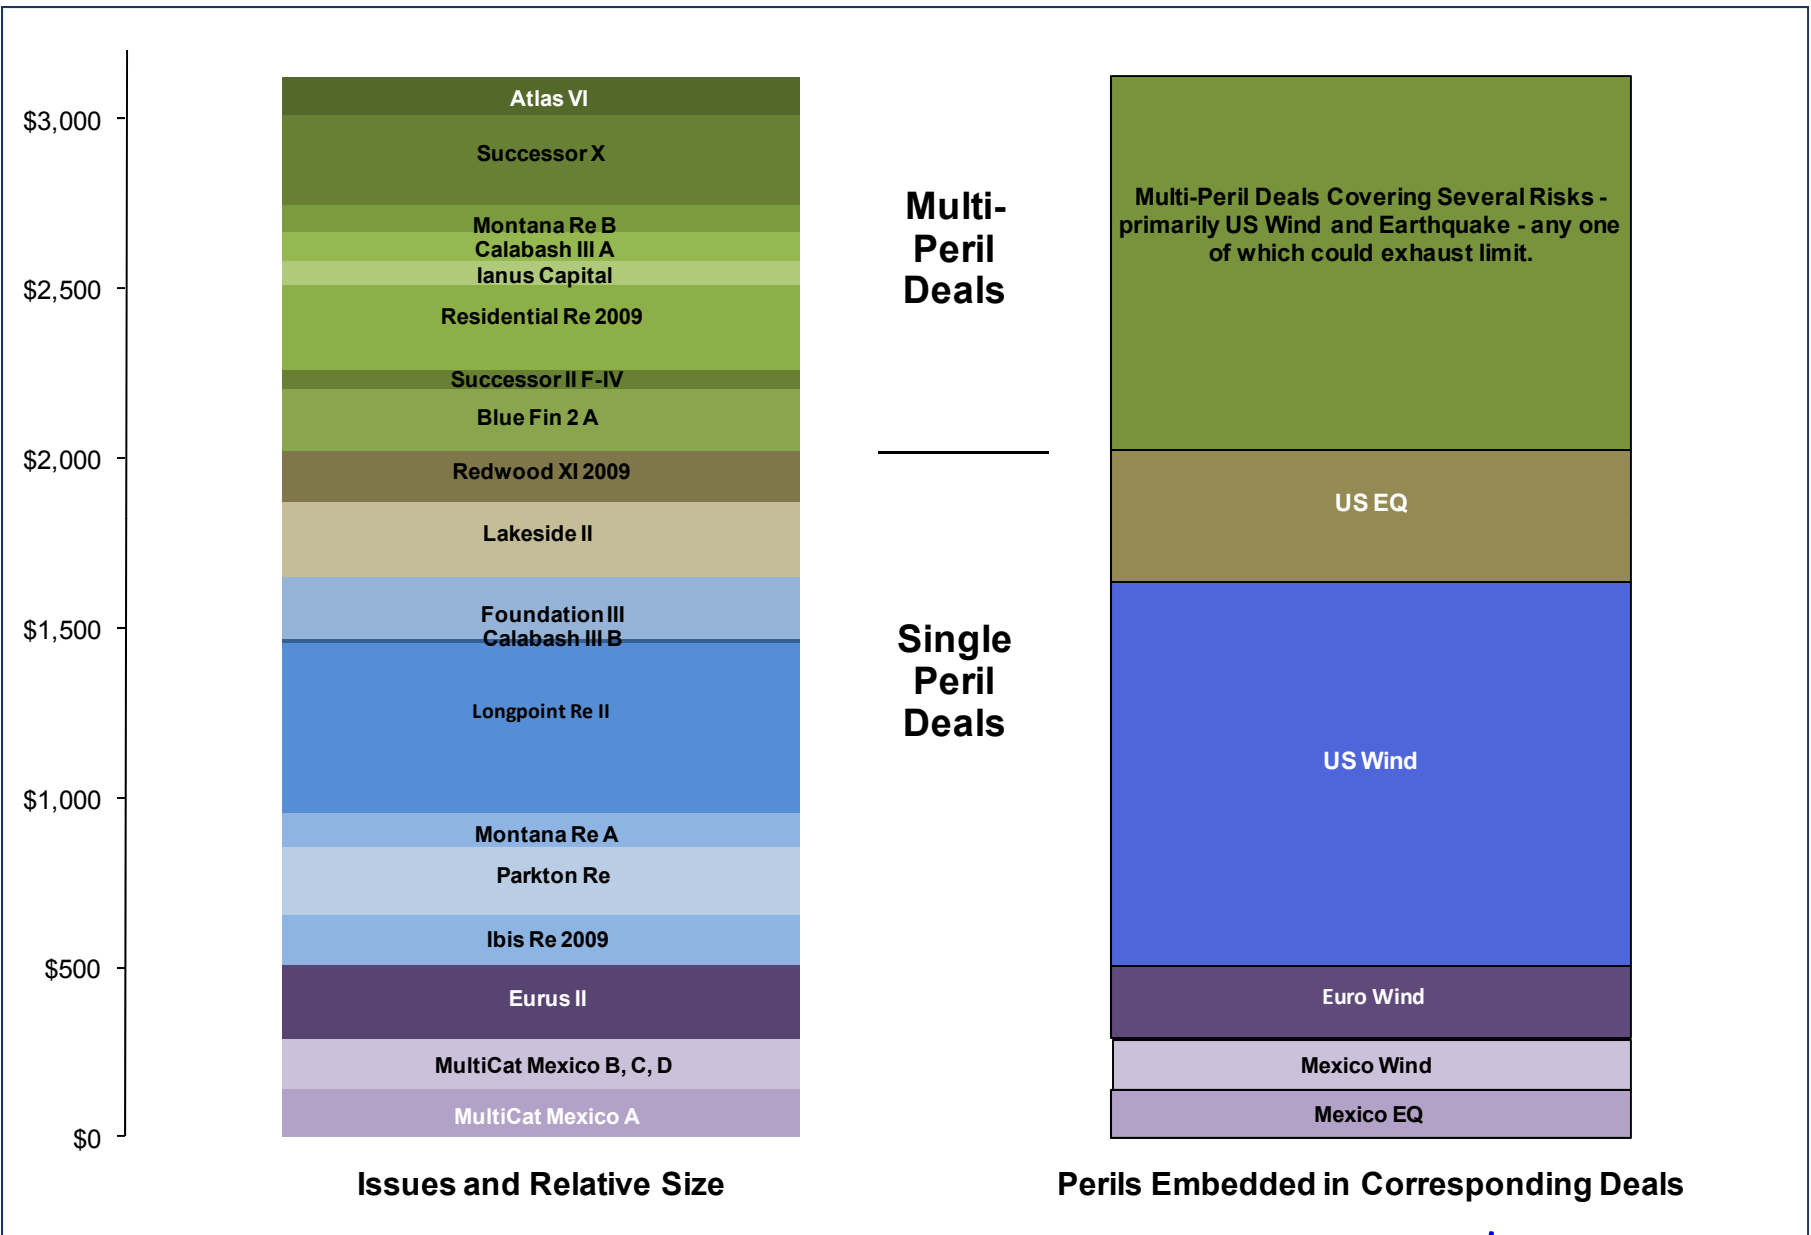 $3,000
$2,500
$2,000
$1,500
$1,000
$500
$0
Atlas VI
Successor X
Montana Re B
Calabash III A
Ianus Capital
Residential Re 2009
Successor II F-IV
Blue Fin 2 A
Redwood XI 2009
Lakeside II
Foundation III
Calabash III B
Longpoint Re II
Montana Re A
Parkton Re
Ibis Re 2009
Eurus II
MultiCat Mexico B, C, D
MultiCat Mexico A
Issues and Relative Size
Multi-
Peril
Deals
Single
Peril
Deals
Multi-Peril Deals Covering Several Risks -
primarily US Wind and Earthquake - any one
of which could exhaust limit.
US EQ
US Wind
Euro Wind
Mexico Wind
Mexico EQ
Perils Embedded in Corresponding Deals